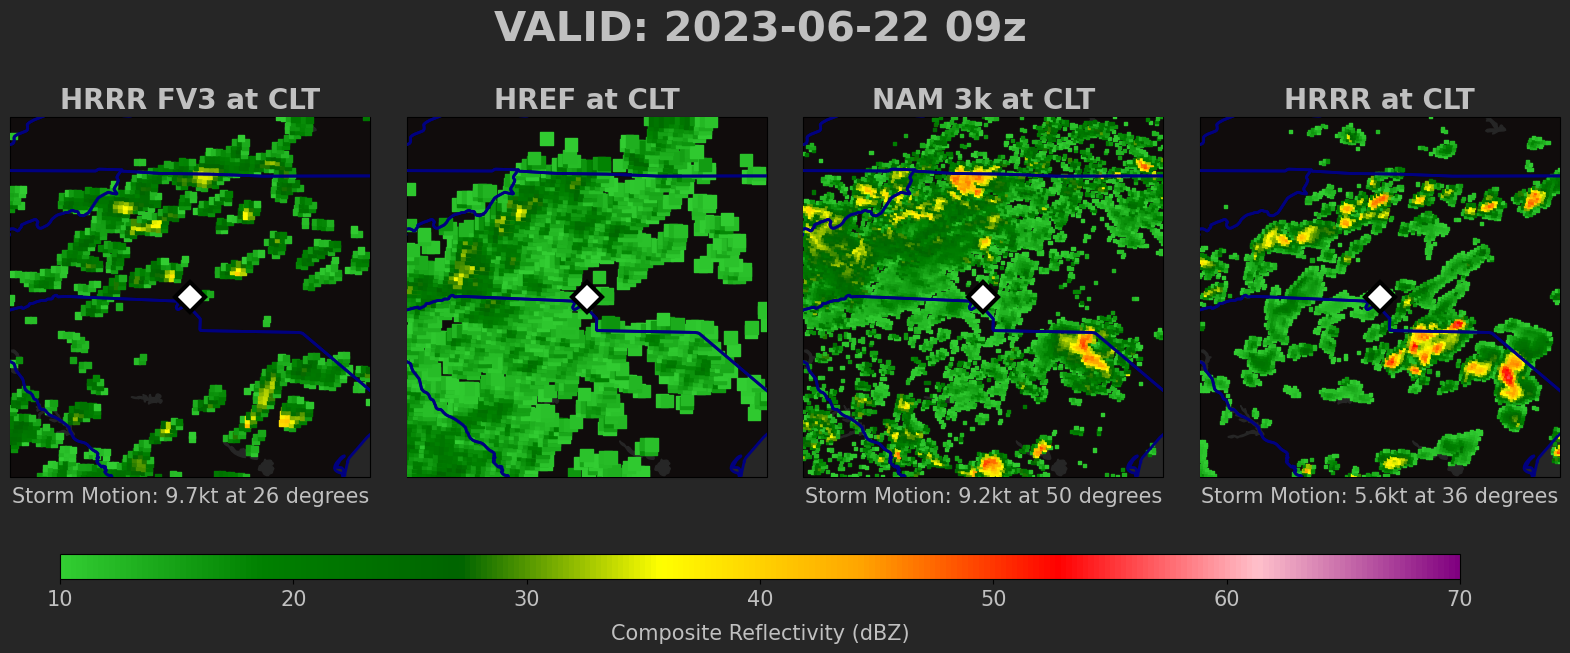 VALID: 2023-06-22 09z
HRRR FV3 at CLT
HREF at CLT
NAM 3k at CLT
HRRR at CLT
Storm Motion: 9.7kt at 26 degrees
Storm Motion: 9.2kt at 50 degrees
Storm Motion: 5.6kt at 36 degrees
10 20 30 40 50 60 70
Composite Reflectivity (dBZ)